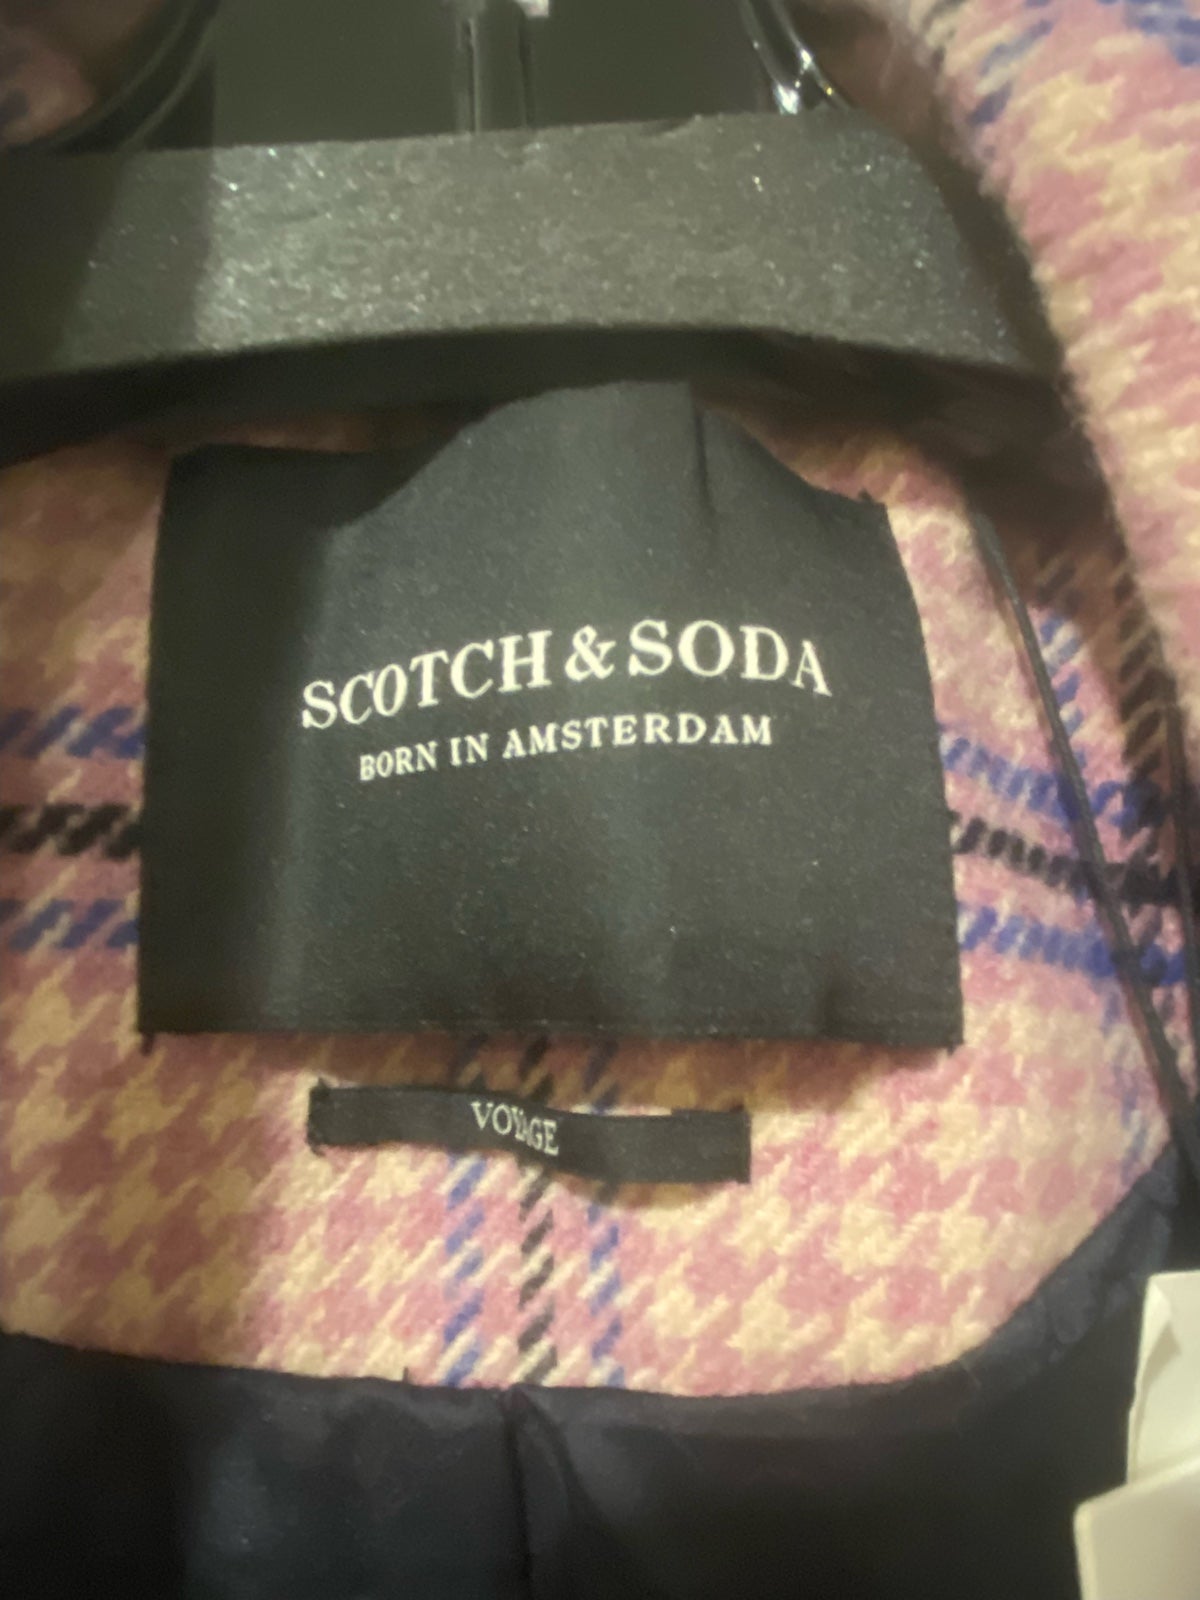 SCOTCH & SODA
BORN IN AMSTERDAM
VOYAGE